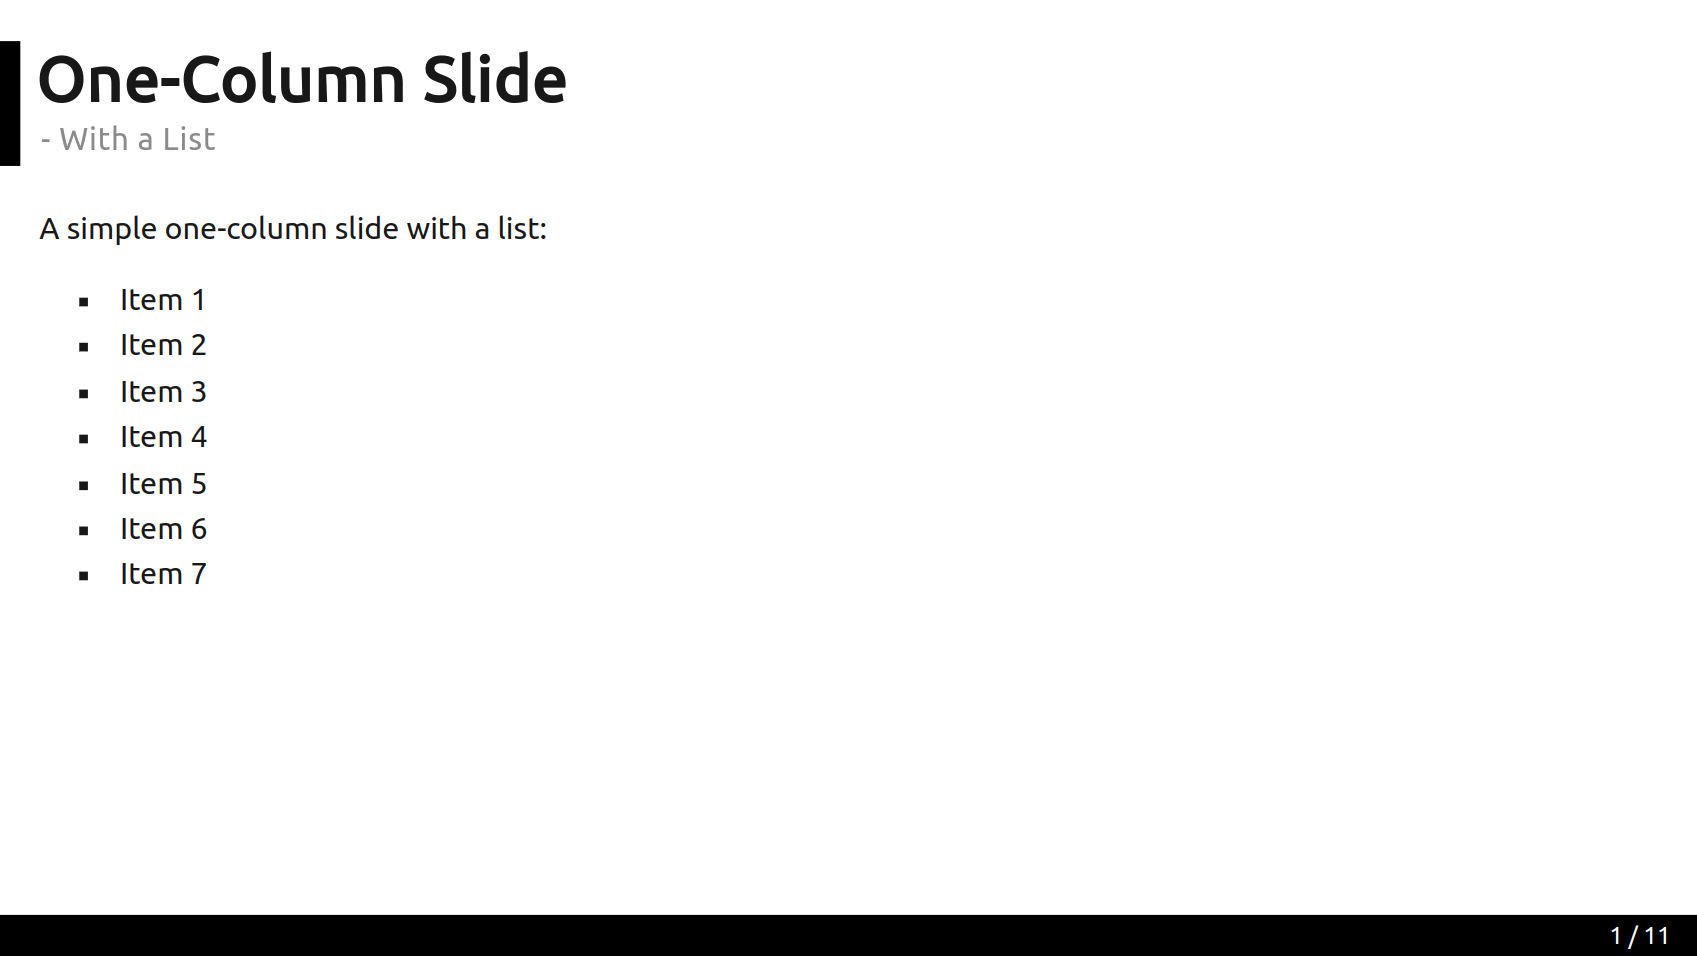 One-Column Slide
- With a List
A simple one-column slide with a list:
▪ Item 1
▪ Item 2
▪ Item 3
▪ Item 4
▪ Item 5
▪ Item 6
▪ Item 7
1 / 11